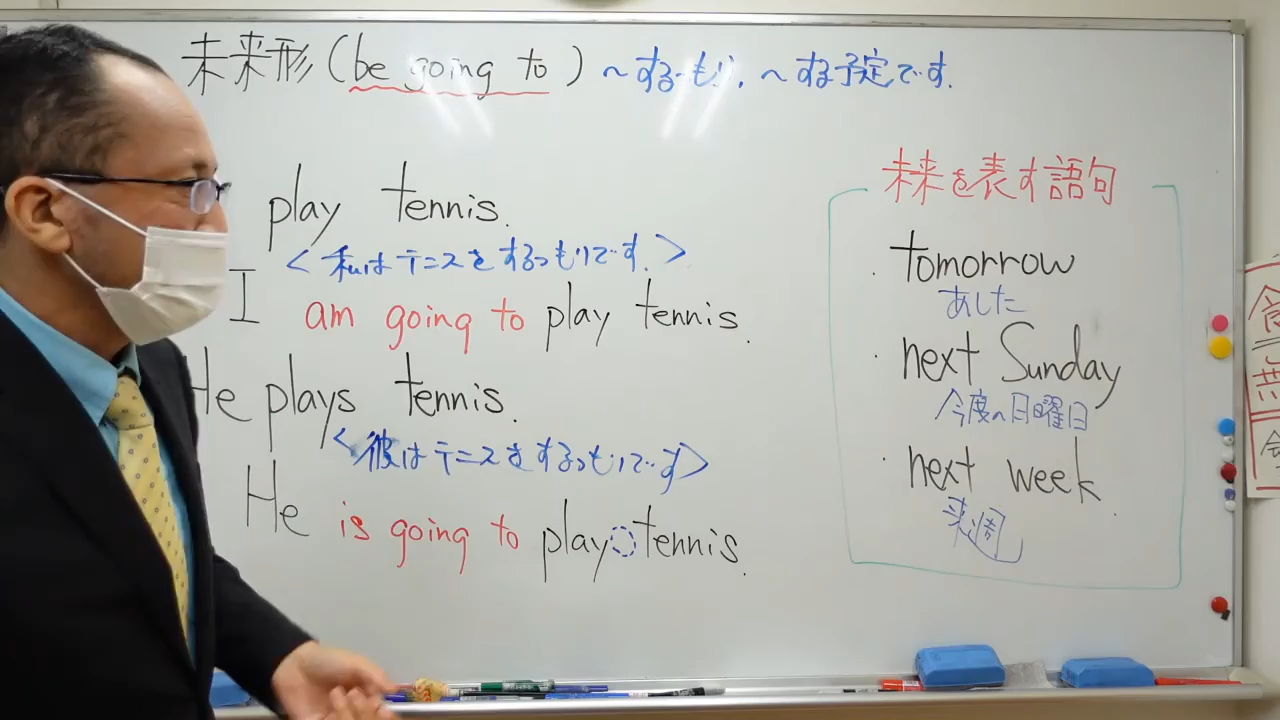 未来形(be going to) ~するつもり、~する予定です.
play tennis.
<私はテニスをするつもりです.>
I am going to play tennis.
He plays tennis.
<彼はテニスをするつもりです>
He is going to play tennis.
未来を表す語句
・tomorrow
あした
・next Sunday
今度の日曜日
・next week
来週